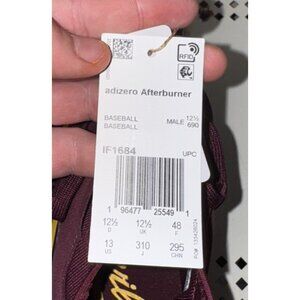 RFID
adizero Afterburner
BASEBALL MALE 12½
BASEBALL 690
IF1684 UPC
1 96477 25549 1
12½ 12½ 48
D UK F
13 310 295
US J CHN